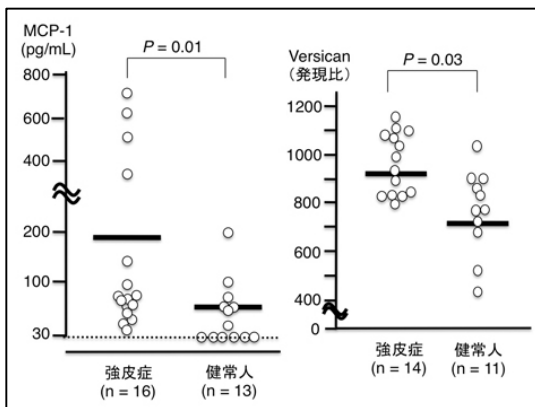 MCP-1
(pg/mL)
P = 0.01
800
600
400
200
100
30
強皮症
(n = 16)
健常人
(n = 13)
Versican
（発現比）
P = 0.03
1200
1000
800
600
400
0
強皮症
(n = 14)
健常人
(n = 11)